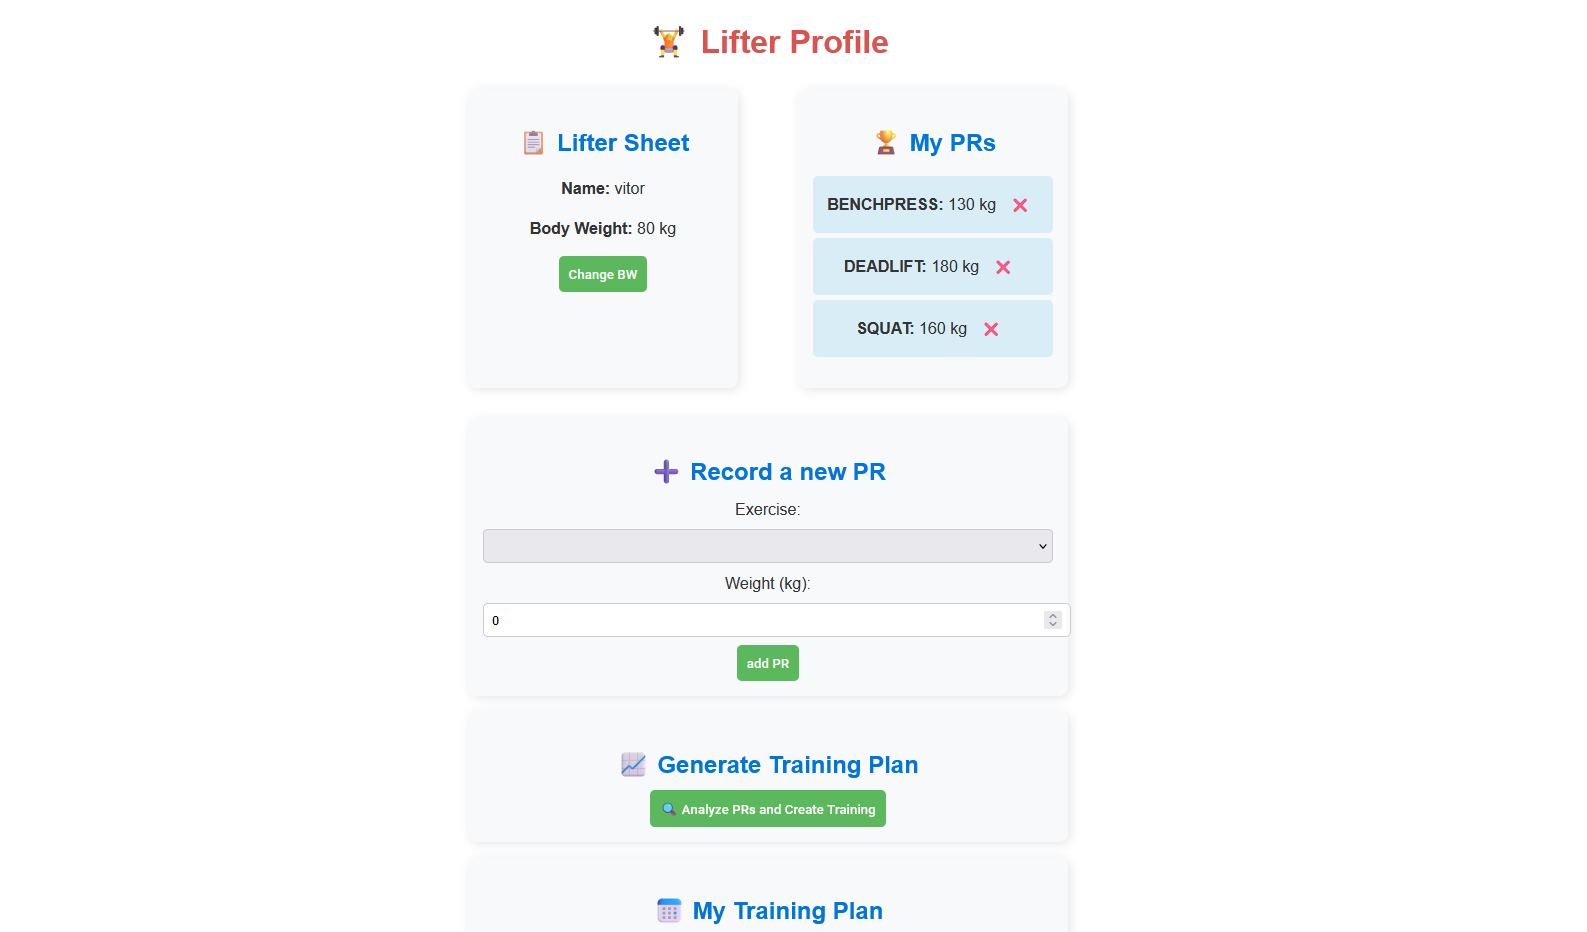 Lifter Profile
Lifter Sheet
Name: vitor
Body Weight: 80 kg
Change BW
My PRs
BENCHPRESS: 130 kg
DEADLIFT: 180 kg
SQUAT: 160 kg
Record a new PR
Exercise:
Weight (kg):
0
add PR
Generate Training Plan
Analyze PRs and Create Training
My Training Plan